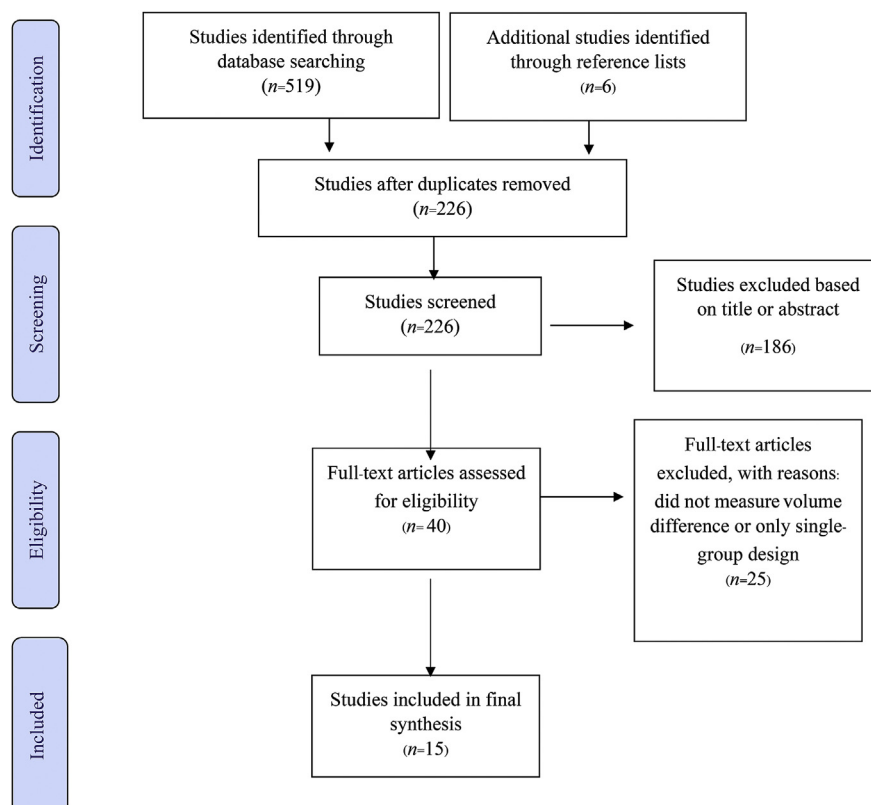 Identification
Studies identified through
database searching
(n=519)
Additional studies identified
through reference lists
(n=6)
Studies after duplicates removed
(n=226)
Screening
Studies screened
(n=226)
Studies excluded based
on title or abstract
(n=186)
Eligibility
Full-text articles assessed
for eligibility
(n= 40)
Full-text articles
excluded, with reasons:
did not measure volume
difference or only single-
group design
(n=25)
Included
Studies included in final
synthesis
(n=15)